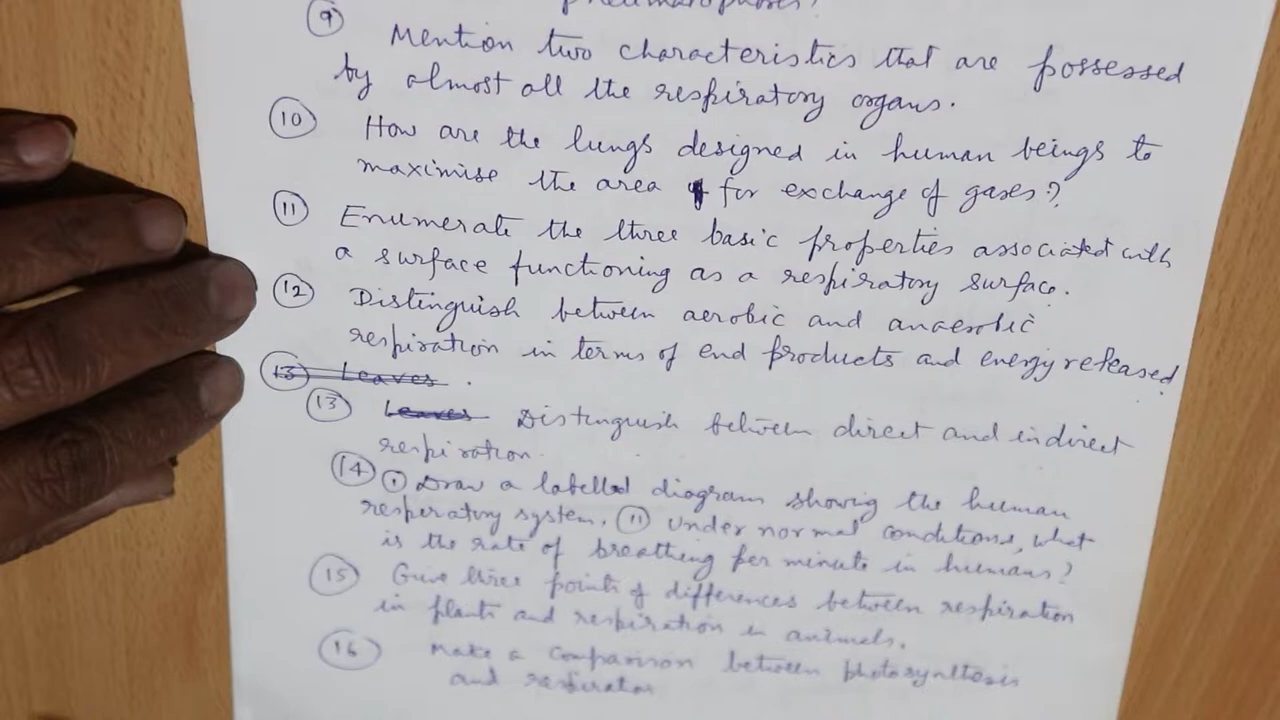 pneumatophores?
(9) Mention two characteristics that are possessed
by almost all the respiratory organs.
(10) How are the lungs designed in human beings to
maximise the area for exchange of gases?
(11) Enumerate the three basic properties associated with
a surface functioning as a respiratory surface.
(12) Distinguish between aerobic and anaerobic
respiration in terms of end products and energy released
(13) Leaves .
(13) Leaves Distinguish between direct and indirect
respiration.
(14) (i) Draw a labelled diagram showing the human
respiratory system. (ii) Under normal conditions, what
is the rate of breathing per minute in humans?
(15) Give three points of differences between respiration
in plants and respiration in animals.
(16) Make a comparison between photosynthesis
and respiration